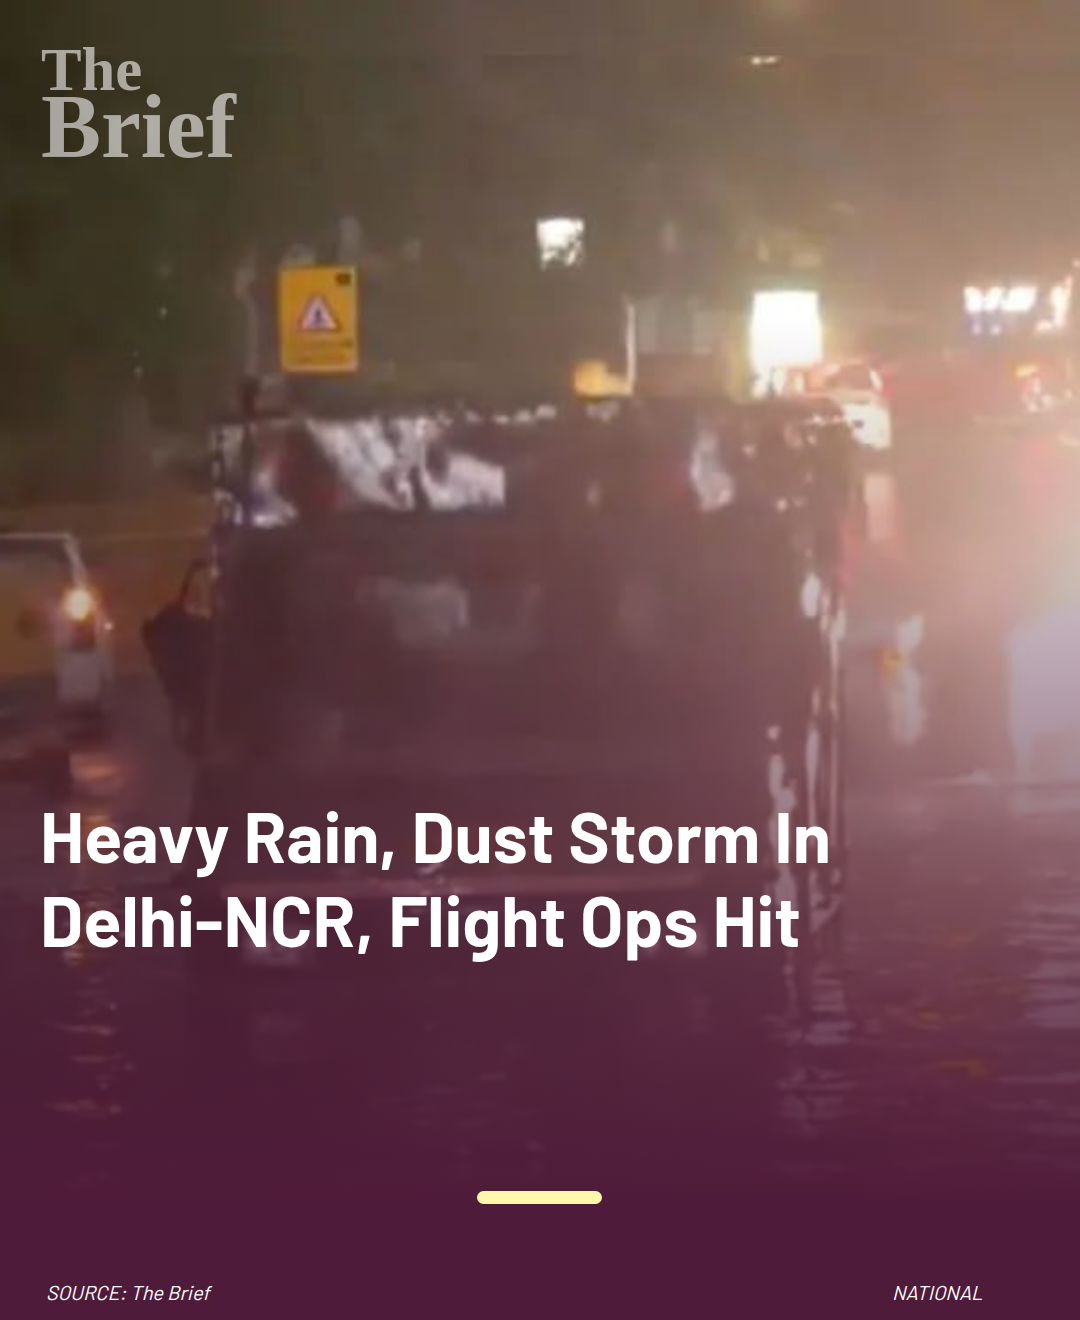 The
Brief
Heavy Rain, Dust Storm In
Delhi-NCR, Flight Ops Hit
SOURCE: The Brief
NATIONAL